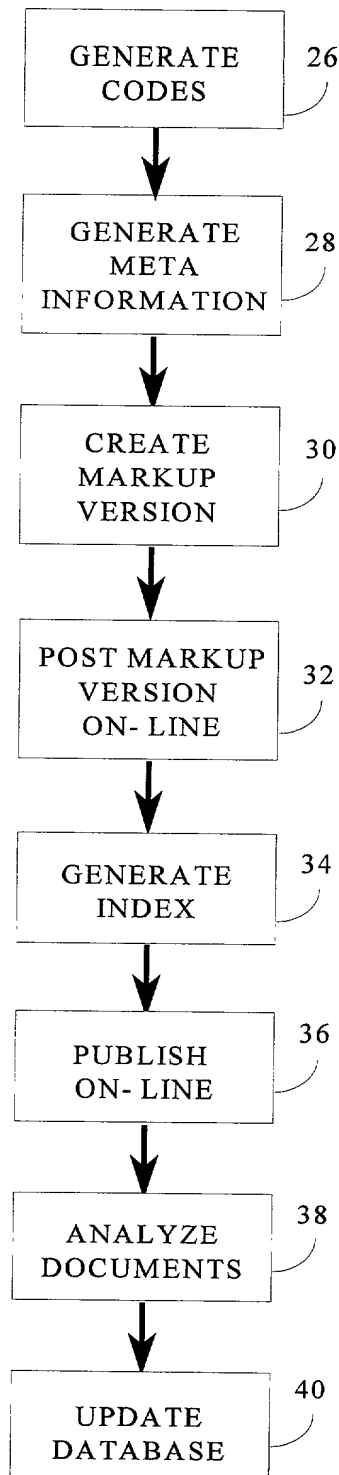 GENERATE
CODES
26
GENERATE
META
INFORMATION
28
CREATE
MARKUP
VERSION
30
POST MARKUP
VERSION
ON- LINE
32
GENERATE
INDEX
34
PUBLISH
ON- LINE
36
ANALYZE
DOCUMENTS
38
UPDATE
DATABASE
40